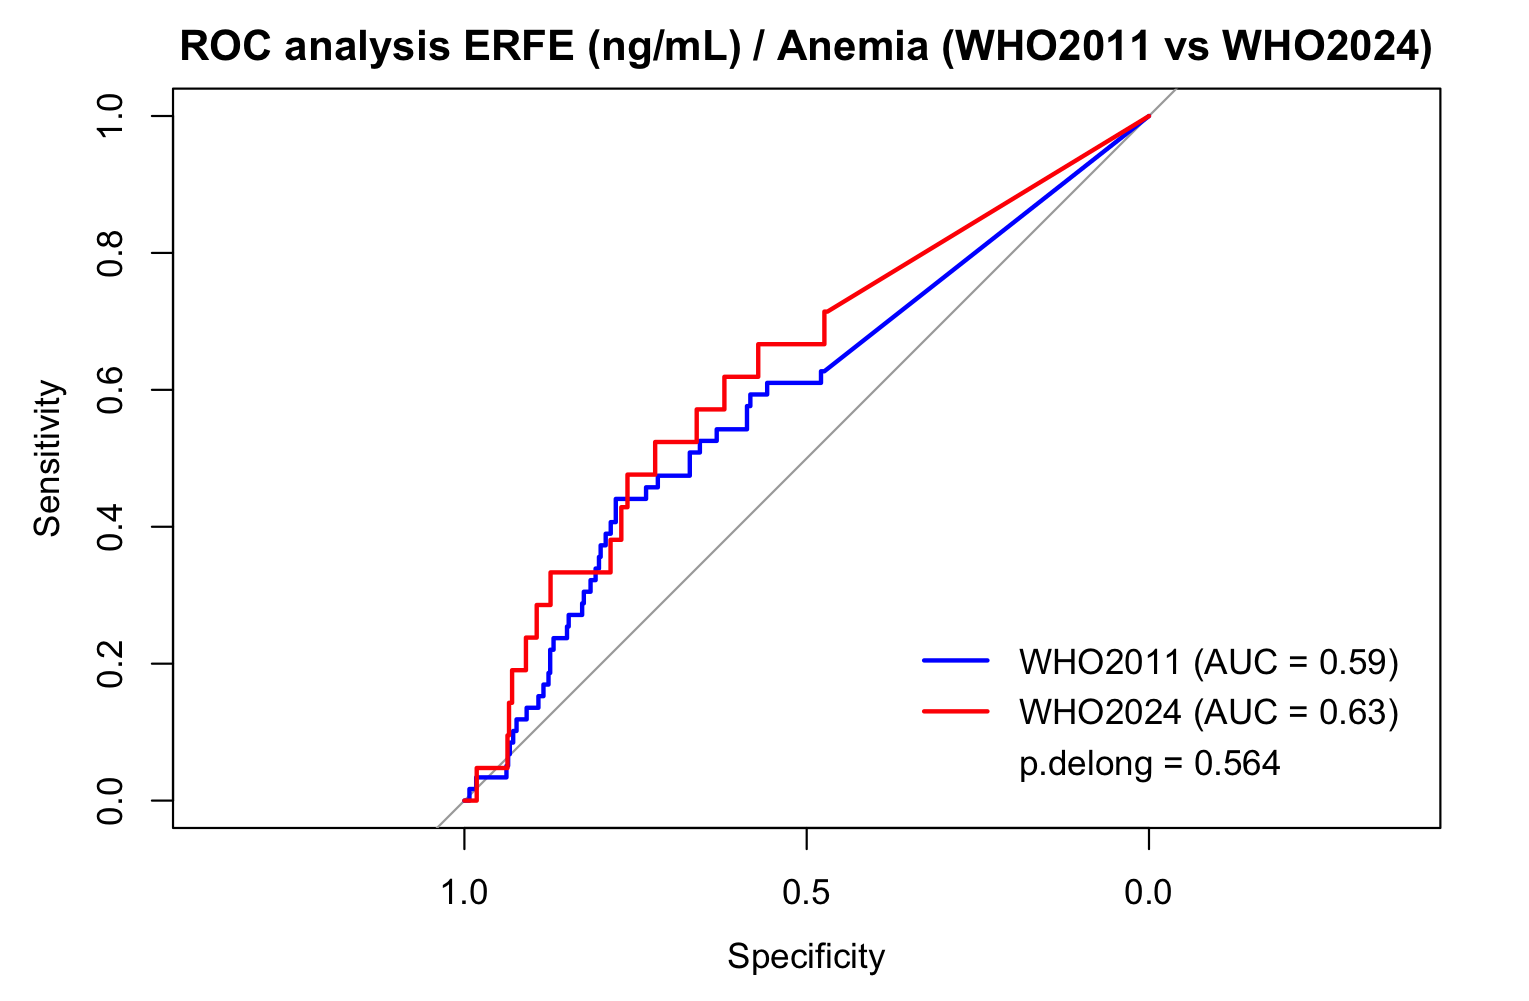 ROC analysis ERFE (ng/mL) / Anemia (WHO2011 vs WHO2024)
1.0
0.8
0.6
0.4
0.2
0.0
Sensitivity
WHO2011 (AUC = 0.59)
WHO2024 (AUC = 0.63)
p.delong = 0.564
1.0 0.5 0.0
Specificity